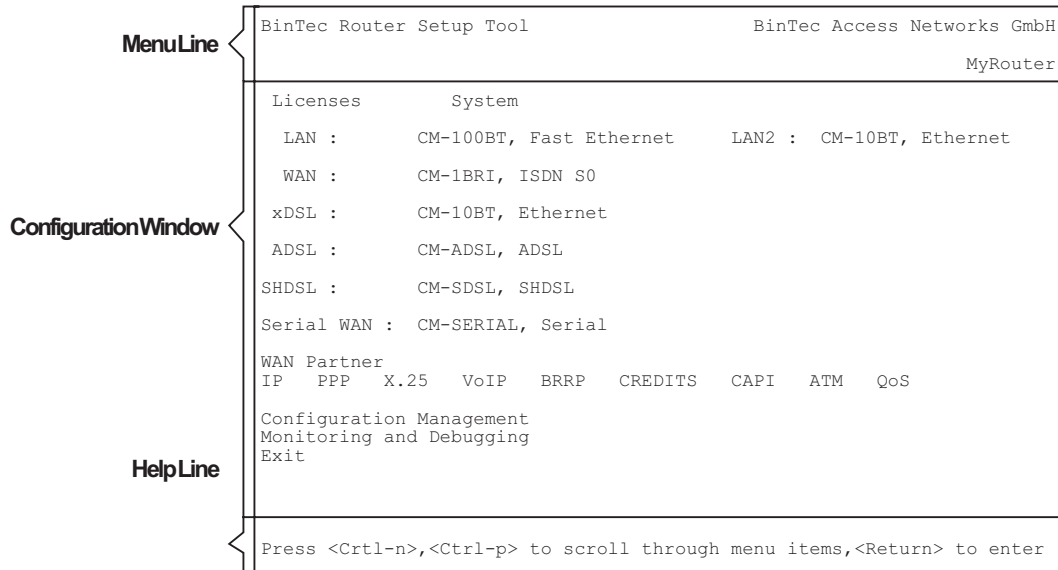 Menu Line
BinTec Router Setup Tool BinTec Access Networks GmbH
MyRouter
Configuration Window
Licenses System
LAN : CM-100BT, Fast Ethernet LAN2 : CM-10BT, Ethernet
WAN : CM-1BRI, ISDN S0
xDSL : CM-10BT, Ethernet
ADSL : CM-ADSL, ADSL
SHDSL : CM-SDSL, SHDSL
Serial WAN : CM-SERIAL, Serial
WAN Partner
IP PPP X.25 VoIP BRRP CREDITS CAPI ATM QoS
Configuration Management
Monitoring and Debugging
Exit
Help Line
Press <Crtl-n>,<Ctrl-p> to scroll through menu items,<Return> to enter